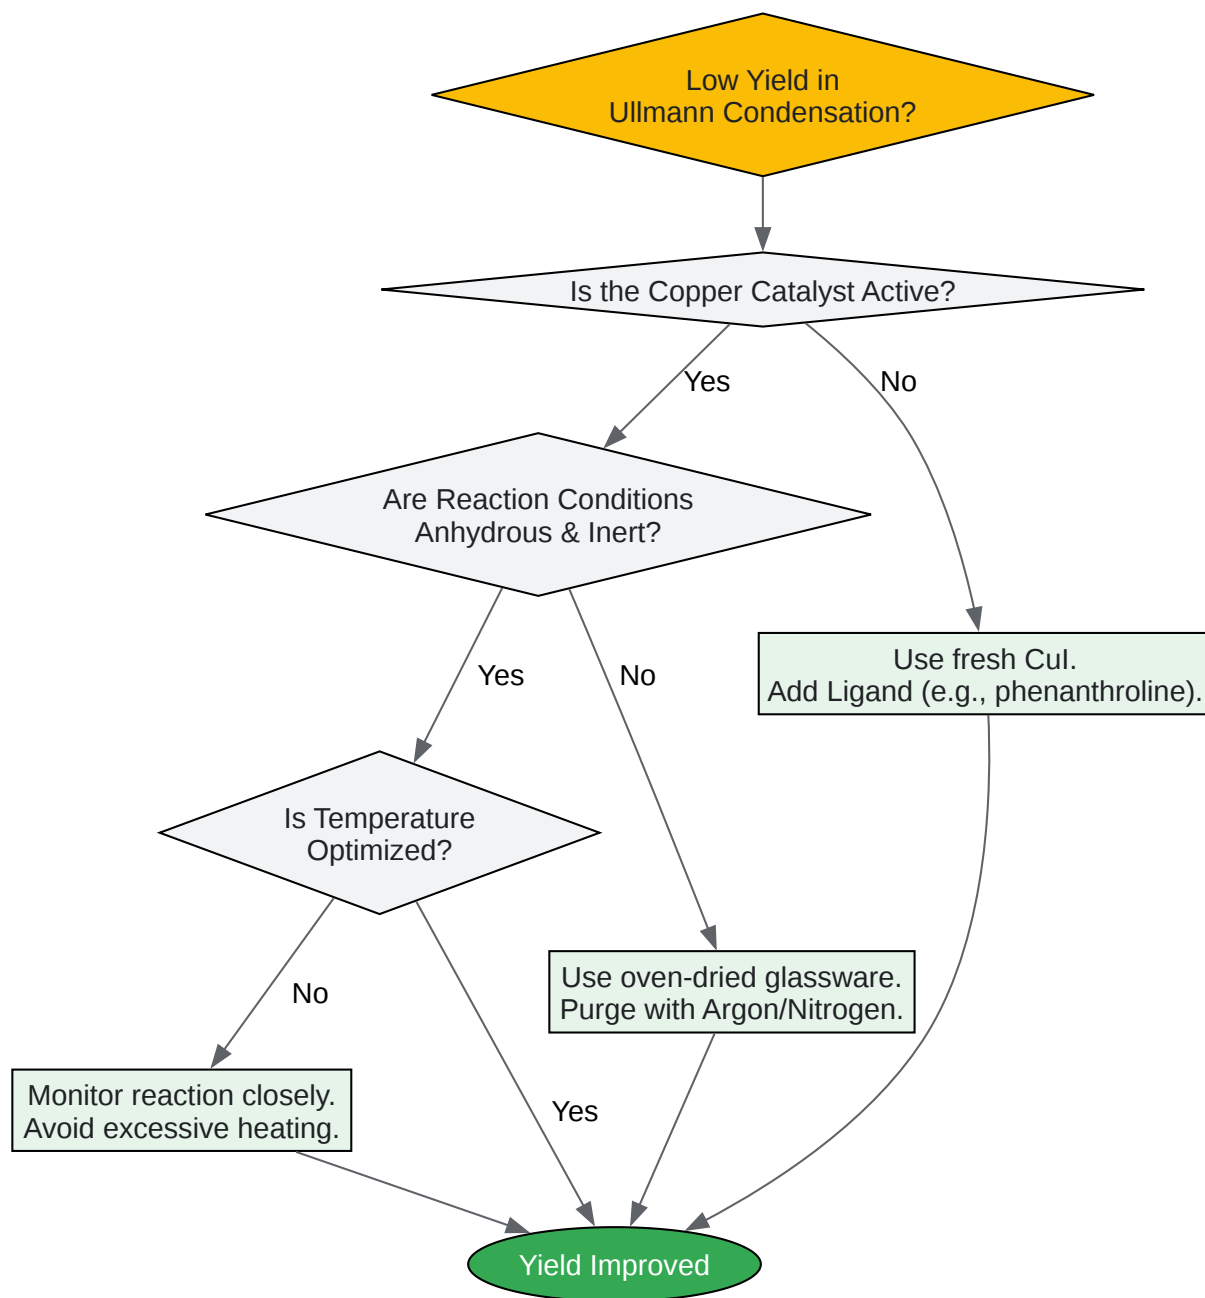 Low Yield in
Ullmann Condensation?
Is the Copper Catalyst Active?
Yes
No
Are Reaction Conditions
Anhydrous & Inert?
Yes
No
Use fresh CuI.
Add Ligand (e.g., phenanthroline).
Is Temperature
Optimized?
Use oven-dried glassware.
Purge with Argon/Nitrogen.
No
Yes
Monitor reaction closely.
Avoid excessive heating.
Yield Improved